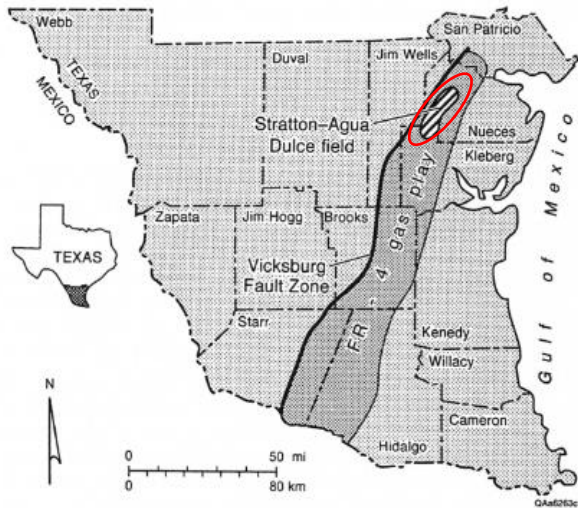 San Patricio
Webb
Duval
Jim Wells
TEXAS
MEXICO
Stratton–Agua
Dulce field
Nueces
Kleberg
Gulf of Mexico
FR - 4 gas play
Zapata
Jim Hogg
Brooks
TEXAS
Vicksburg
Fault Zone
Starr
Kenedy
Willacy
N
Cameron
Hidalgo
0 50 mi
0 80 km
QAa6263c